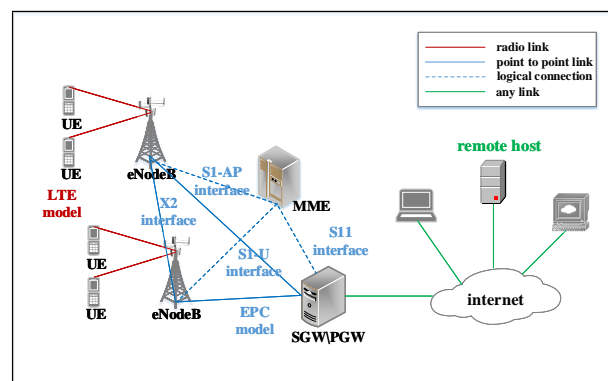 radio link
point to point link
logical connection
any link
UE
UE
eNodeB
LTE
model
S1-AP
interface
MME
remote host
X2
interface
S11
interface
UE
UE
eNodeB
S1-U
interface
EPC
model
SGW\PGW
internet